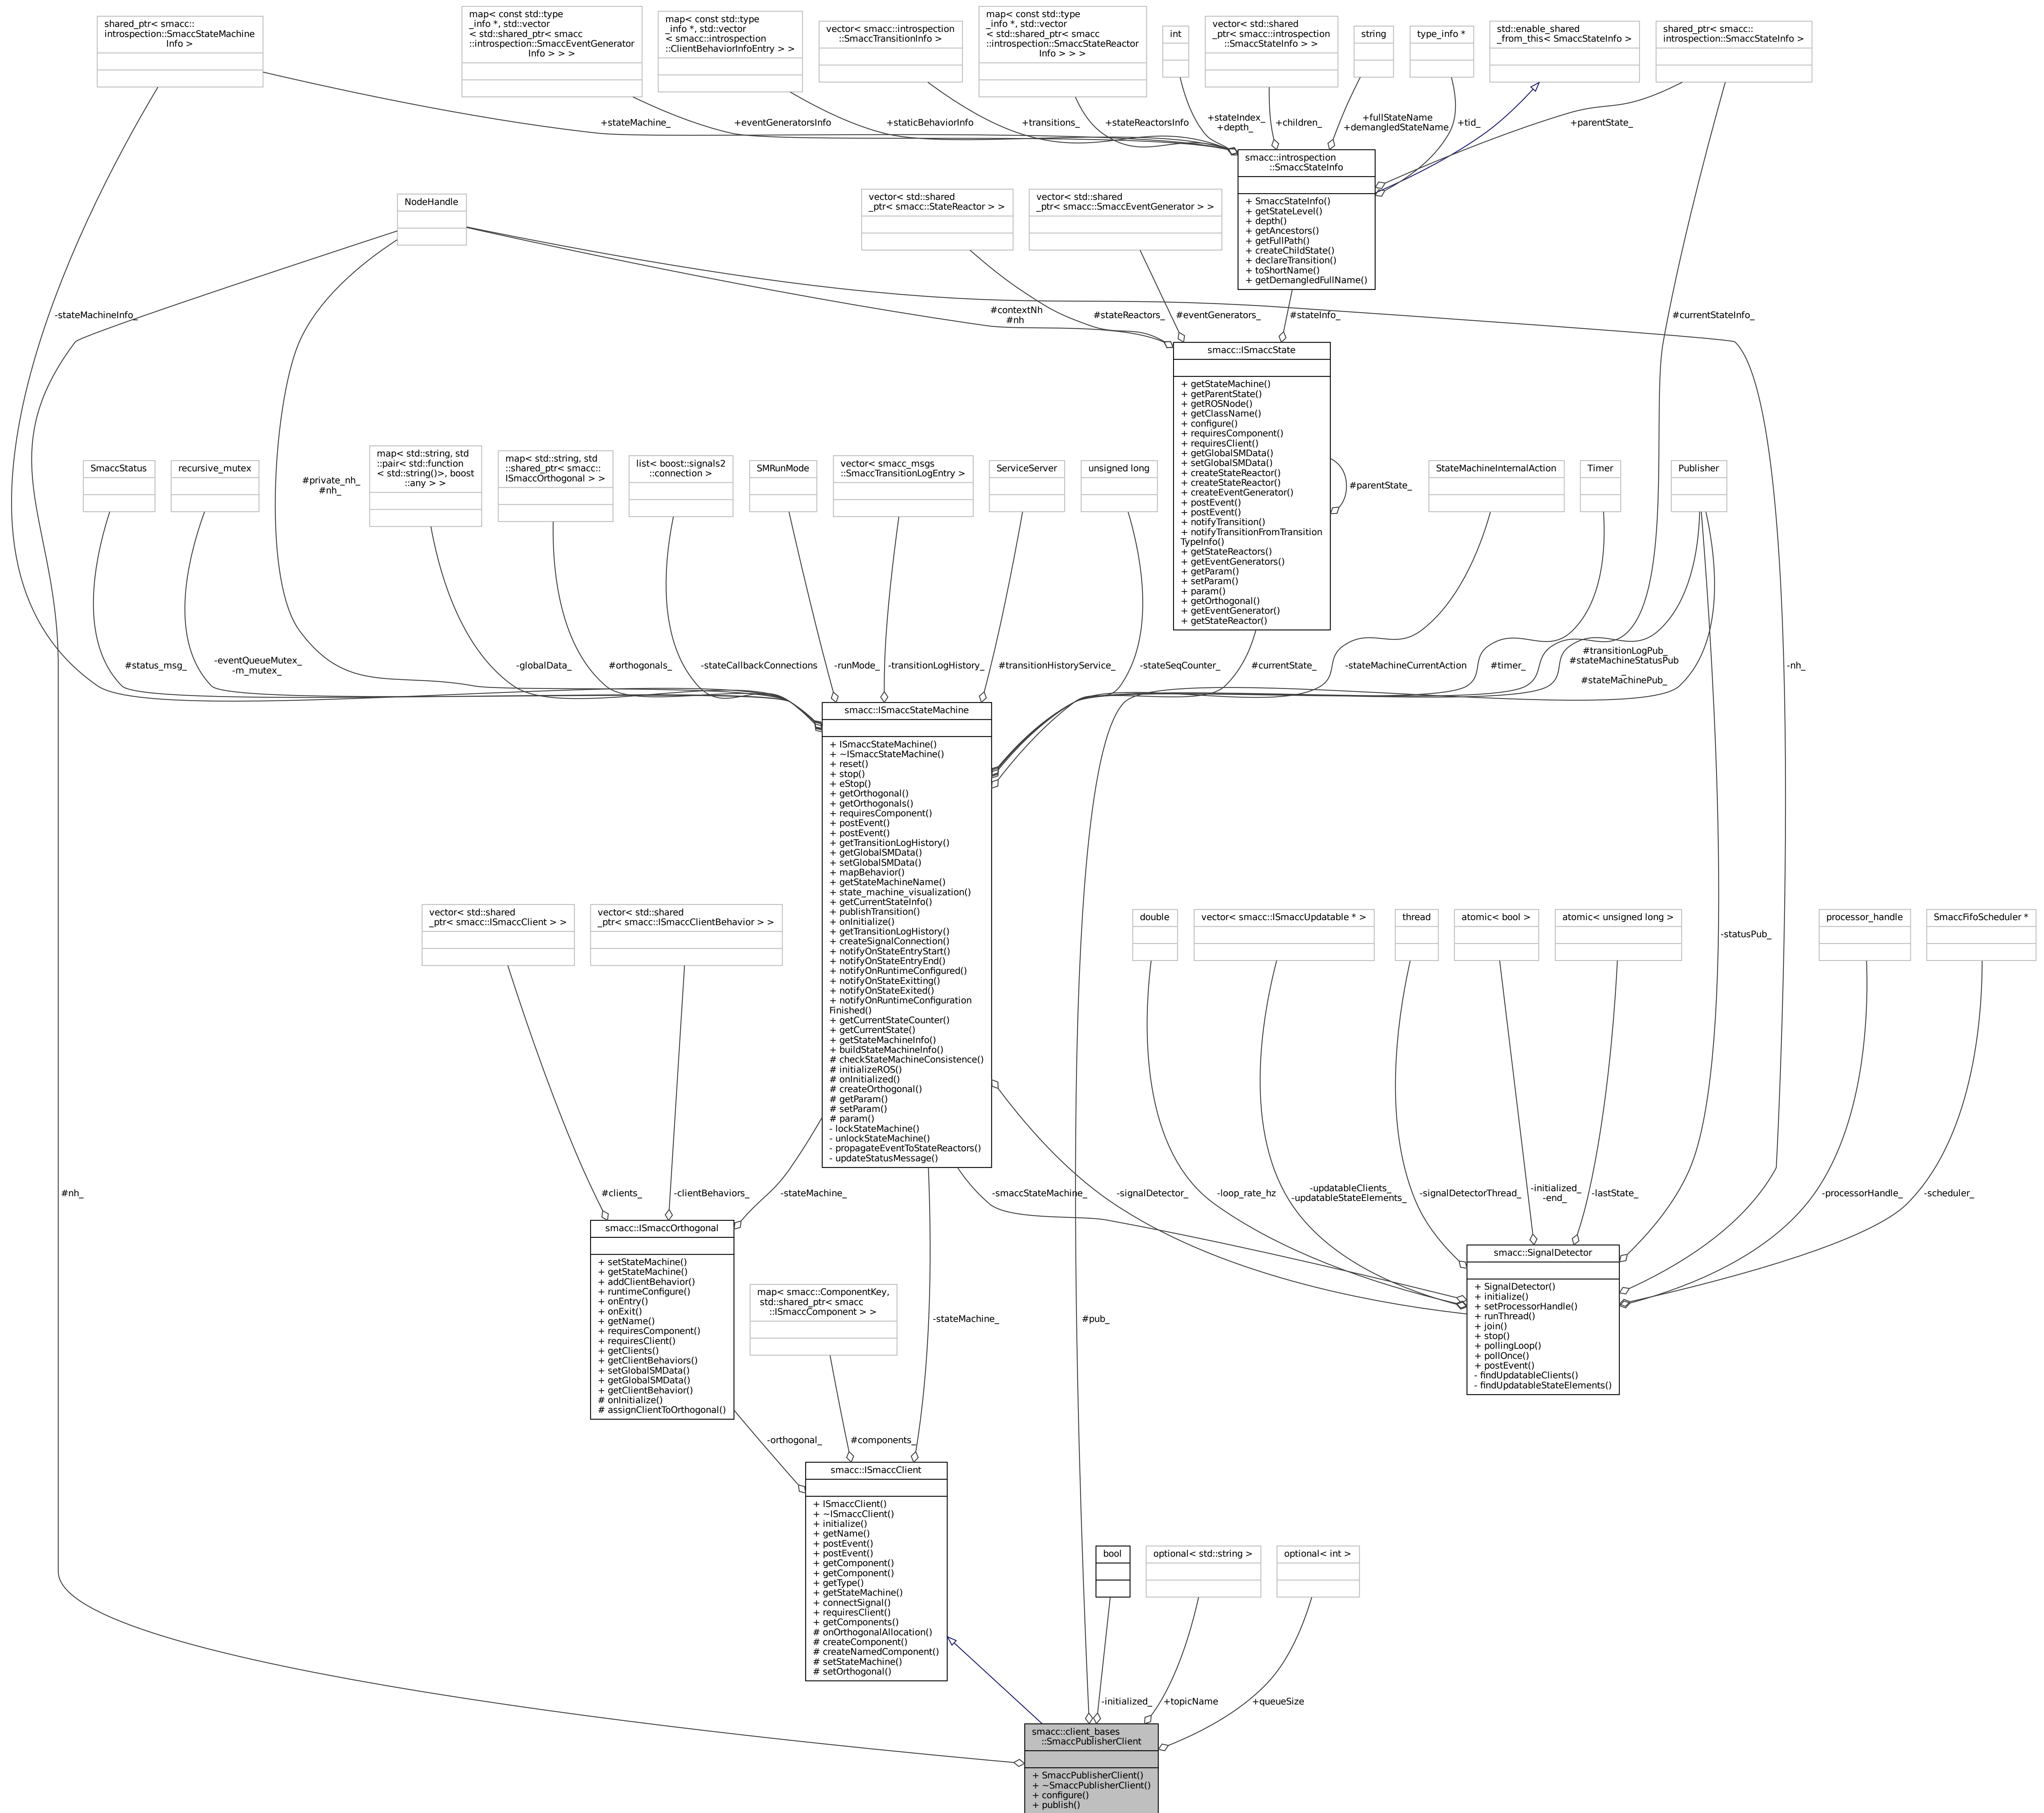 shared_ptr< smacc::
introspection::SmaccStateMachine
Info >
map< const std::type
_info *, std::vector
< std::shared_ptr< smacc
::introspection::SmaccEventGenerator
Info > > >
map< const std::type
_info *, std::vector
< smacc::introspection
::ClientBehaviorInfoEntry > >
vector< smacc::introspection
::SmaccTransitionInfo >
map< const std::type
_info *, std::vector
< std::shared_ptr< smacc
::introspection::SmaccStateReactor
Info > > >
int
vector< std::shared
_ptr< smacc::introspection
::SmaccStateInfo > >
string
type_info *
std::enable_shared
_from_this< SmaccStateInfo >
shared_ptr< smacc::
introspection::SmaccStateInfo >
+stateMachine_
+eventGeneratorsInfo
+staticBehaviorInfo
+transitions_
+stateReactorsInfo
+stateIndex_
+depth_
+children_
+fullStateName
+demangledStateName
+tid_
+parentState_
smacc::introspection
::SmaccStateInfo
+ SmaccStateInfo()
+ getStateLevel()
+ depth()
+ getAncestors()
+ getFullPath()
+ createChildState()
+ declareTransition()
+ toShortName()
+ getDemangledFullName()
NodeHandle
vector< std::shared
_ptr< smacc::StateReactor > >
vector< std::shared
_ptr< smacc::SmaccEventGenerator > >
-stateMachineInfo_
#contextNh
#nh
#stateReactors_
#eventGenerators_
#stateInfo_
#currentStateInfo_
smacc::ISmaccState
+ getStateMachine()
+ getParentState()
+ getROSNode()
+ getClassName()
+ configure()
+ requiresComponent()
+ requiresClient()
+ getGlobalSMData()
+ setGlobalSMData()
+ createStateReactor()
+ createStateReactor()
+ createEventGenerator()
+ postEvent()
+ postEvent()
+ notifyTransition()
+ notifyTransitionFromTransition
TypeInfo()
+ getStateReactors()
+ getEventGenerators()
+ getParam()
+ setParam()
+ param()
+ getOrthogonal()
+ getEventGenerator()
+ getStateReactor()
#parentState_
SmaccStatus
recursive_mutex
#private_nh_
#nh_
map< std::string, std
::pair< std::function
< std::string()>, boost
::any > >
map< std::string, std
::shared_ptr< smacc::
ISmaccOrthogonal > >
list< boost::signals2
::connection >
SMRunMode
vector< smacc_msgs
::SmaccTransitionLogEntry >
ServiceServer
unsigned long
StateMachineInternalAction
Timer
Publisher
#status_msg_
-eventQueueMutex_
-m_mutex_
-globalData_
#orthogonals_
-stateCallbackConnections
-runMode_
-transitionLogHistory_
#transitionHistoryService_
-stateSeqCounter_
#currentState_
-stateMachineCurrentAction
#timer_
#transitionLogPub_
#stateMachineStatusPub
_
#stateMachinePub_
-nh_
smacc::ISmaccStateMachine
+ ISmaccStateMachine()
+ ~ISmaccStateMachine()
+ reset()
+ stop()
+ eStop()
+ getOrthogonal()
+ getOrthogonals()
+ requiresComponent()
+ postEvent()
+ postEvent()
+ getTransitionLogHistory()
+ getGlobalSMData()
+ setGlobalSMData()
+ mapBehavior()
+ getStateMachineName()
+ state_machine_visualization()
+ getCurrentStateInfo()
+ publishTransition()
+ onInitialize()
+ getTransitionLogHistory()
+ createSignalConnection()
+ notifyOnStateEntryStart()
+ notifyOnStateEntryEnd()
+ notifyOnRuntimeConfigured()
+ notifyOnStateExitting()
+ notifyOnStateExited()
+ notifyOnRuntimeConfiguration
Finished()
+ getCurrentStateCounter()
+ getCurrentState()
+ getStateMachineInfo()
+ buildStateMachineInfo()
# checkStateMachineConsistence()
# initializeROS()
# onInitialized()
# createOrthogonal()
# getParam()
# setParam()
# param()
- lockStateMachine()
- unlockStateMachine()
- propagateEventToStateReactors()
- updateStatusMessage()
vector< std::shared
_ptr< smacc::ISmaccClient > >
vector< std::shared
_ptr< smacc::ISmaccClientBehavior > >
double
vector< smacc::ISmaccUpdatable * >
thread
atomic< bool >
atomic< unsigned long >
-statusPub_
processor_handle
SmaccFifoScheduler *
#nh_
#clients_
-clientBehaviors_
-stateMachine_
-smaccStateMachine_
-signalDetector_
-loop_rate_hz
-updatableClients_
-updatableStateElements_
-signalDetectorThread_
-initialized_
-end_
-lastState_
-processorHandle_
-scheduler_
smacc::ISmaccOrthogonal
+ setStateMachine()
+ getStateMachine()
+ addClientBehavior()
+ runtimeConfigure()
+ onEntry()
+ onExit()
+ getName()
+ requiresComponent()
+ requiresClient()
+ getClients()
+ getClientBehaviors()
+ setGlobalSMData()
+ getGlobalSMData()
+ getClientBehavior()
# onInitialize()
# assignClientToOrthogonal()
map< smacc::ComponentKey,
std::shared_ptr< smacc
::ISmaccComponent > >
-stateMachine_
#pub_
smacc::SignalDetector
+ SignalDetector()
+ initialize()
+ setProcessorHandle()
+ runThread()
+ join()
+ stop()
+ pollingLoop()
+ pollOnce()
+ postEvent()
- findUpdatableClients()
- findUpdatableStateElements()
-orthogonal_
#components_
smacc::ISmaccClient
+ ISmaccClient()
+ ~ISmaccClient()
+ initialize()
+ getName()
+ postEvent()
+ postEvent()
+ getComponent()
+ getComponent()
+ getType()
+ getStateMachine()
+ connectSignal()
+ requiresClient()
+ getComponents()
# onOrthogonalAllocation()
# createComponent()
# createNamedComponent()
# setStateMachine()
# setOrthogonal()
bool
optional< std::string >
optional< int >
-initialized_
+topicName
+queueSize
smacc::client_bases
::SmaccPublisherClient
+ SmaccPublisherClient()
+ ~SmaccPublisherClient()
+ configure()
+ publish()